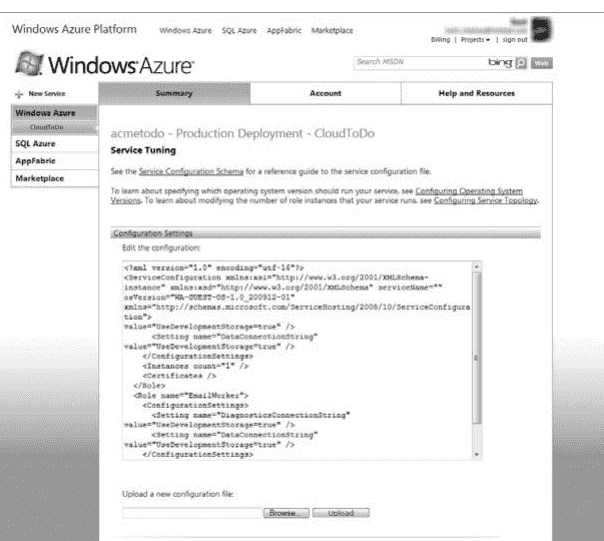 Windows Azure Platform Windows Azure SQL Azure AppFabric Marketplace
Billing | Projects | sign out
Windows Azure
Search MSDN bing Web
New Service Summary Account Help and Resources
Windows Azure
CloudToDo
SQL Azure
AppFabric
Marketplace
acmetodo - Production Deployment - CloudToDo
Service Tuning
See the Service Configuration Schema for a reference guide to the service configuration file.
To learn about specifying which operating system version should run your service, see Configuring Operating System
Versions. To learn about modifying the number of role instances that your service runs, see Configuring Service Topology.
Configuration Settings
Edit the configuration:
<?xml version="1.0" encoding="utf-16"?>
<ServiceConfiguration xmlns:xsi="http://www.w3.org/2001/XMLSchema-
instance" xmlns:xsd="http://www.w3.org/2001/XMLSchema" serviceName=""
osVersion="WA-GUEST-OS-1.0_200912-01"
xmlns="http://schemas.microsoft.com/ServiceHosting/2008/10/ServiceConfigura
tion">
value="UseDevelopmentStorage=true" />
<Setting name="DataConnectionString"
value="UseDevelopmentStorage=true" />
</ConfigurationSettings>
<Instances count="1" />
<Certificates />
</Role>
<Role name="EmailWorker">
<ConfigurationSettings>
<Setting name="DiagnosticsConnectionString"
value="UseDevelopmentStorage=true" />
<Setting name="DataConnectionString"
value="UseDevelopmentStorage=true" />
</ConfigurationSettings>
Upload a new configuration file:
Browse... Upload